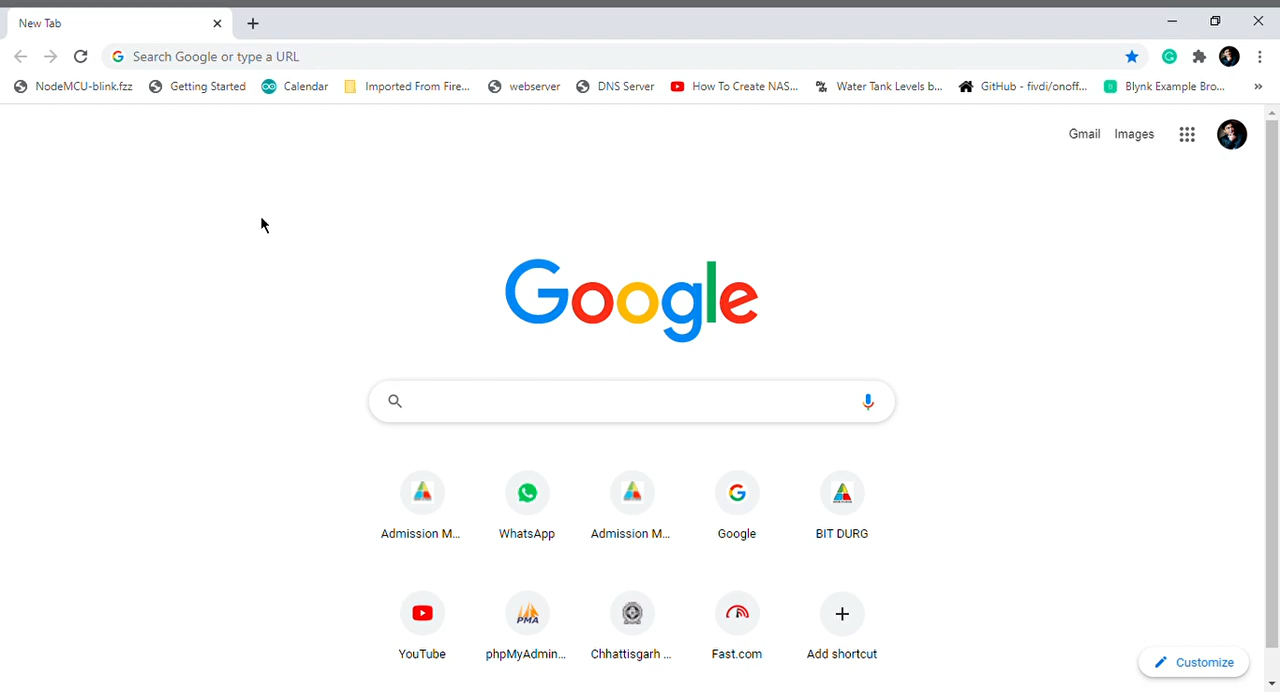 New Tab
Search Google or type a URL
NodeMCU-blink.fzz Getting Started Calendar Imported From Fire... webserver DNS Server How To Create NAS... Water Tank Levels b... GitHub - fivdi/onoff... Blynk Example Bro... »
Gmail Images
Google
Admission M... WhatsApp Admission M... Google BIT DURG
PMA
YouTube phpMyAdmin... Chhattisgarh ... Fast.com Add shortcut
Customize